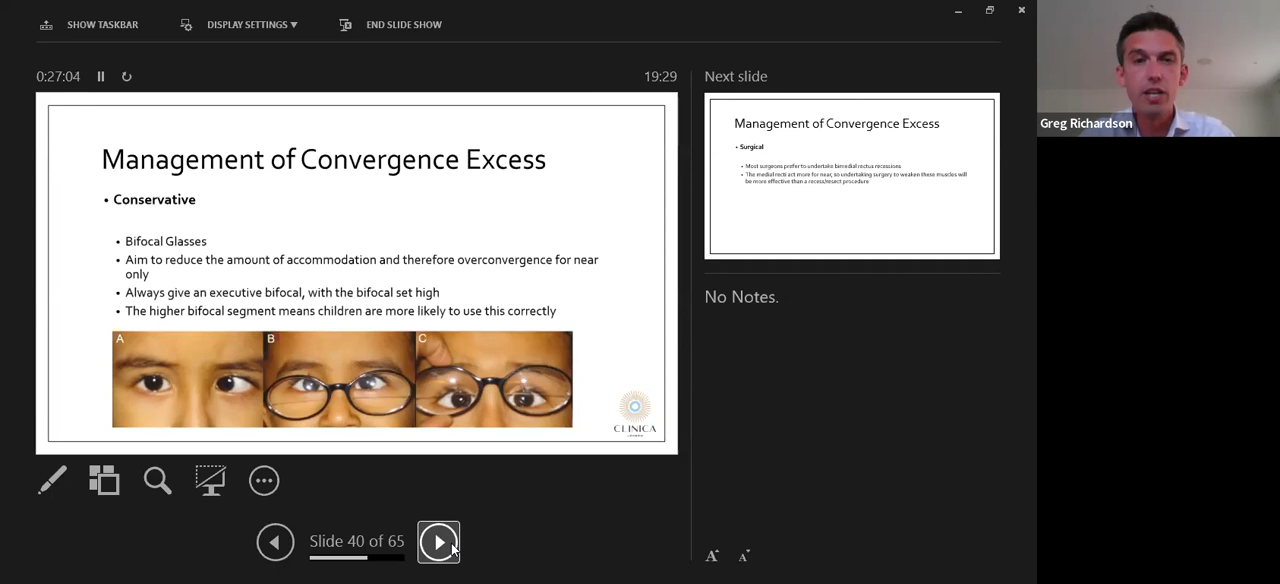 SHOW TASKBAR
DISPLAY SETTINGS ▼
END SLIDE SHOW
0:27:04
19:29
Next slide
Greg Richardson
Management of Convergence Excess
• Conservative
• Bifocal Glasses
• Aim to reduce the amount of accommodation and therefore overconvergence for near
only
• Always give an executive bifocal, with the bifocal set high
• The higher bifocal segment means children are more likely to use this correctly
A
B
C
CLINICA
LONDON
Management of Convergence Excess
• Surgical
• Most surgeons prefer to undertake bimedial rectus recessions
• The medial recti act more for near, so undertaking surgery to weaken these muscles will
be more effective than a recess/resect procedure
No Notes.
Slide 40 of 65
A
A